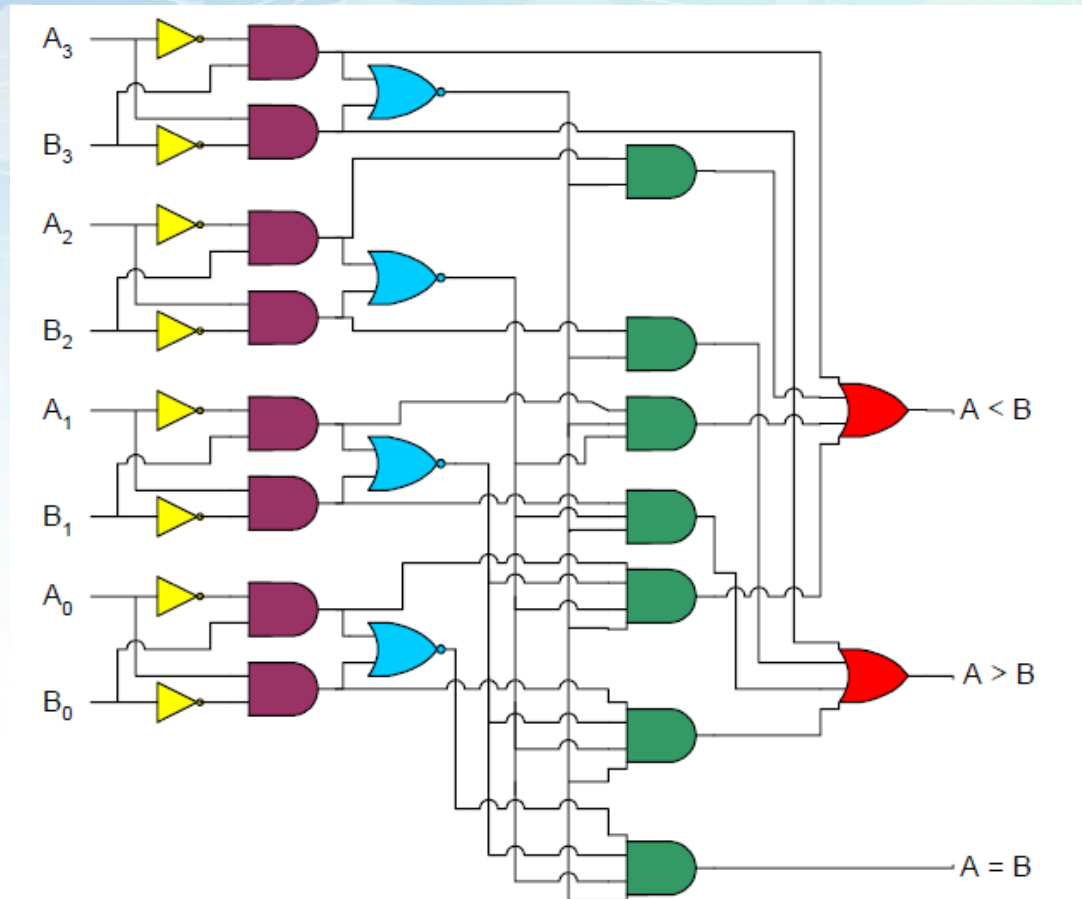 A₃
B₃
A₂
B₂
A₁
B₁
A₀
B₀
A < B
A > B
A = B